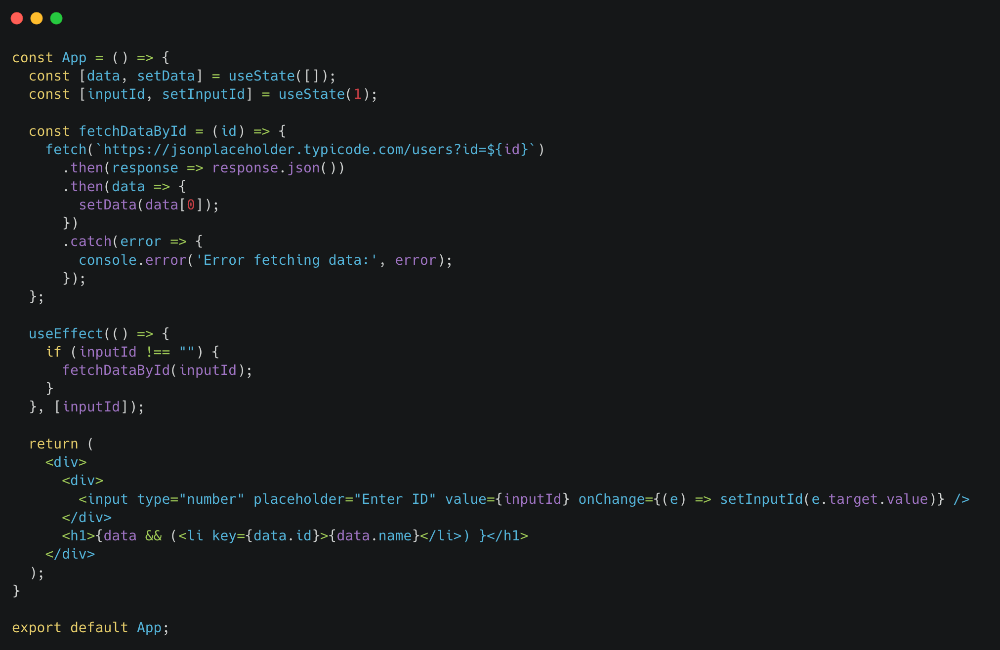 const App = () => {
  const [data, setData] = useState([]);
  const [inputId, setInputId] = useState(1);

  const fetchDataById = (id) => {
    fetch(`https://jsonplaceholder.typicode.com/users?id=${id}`)
      .then(response => response.json())
      .then(data => {
        setData(data[0]);
      })
      .catch(error => {
        console.error('Error fetching data:', error);
      });
  };

  useEffect(() => {
    if (inputId !== "") {
      fetchDataById(inputId);
    }
  }, [inputId]);

  return (
    <div>
      <div>
        <input type="number" placeholder="Enter ID" value={inputId} onChange={(e) => setInputId(e.target.value)} />
      </div>
      <h1>{data && (<li key={data.id}>{data.name}</li>) }</h1>
    </div>
  );
}

export default App;